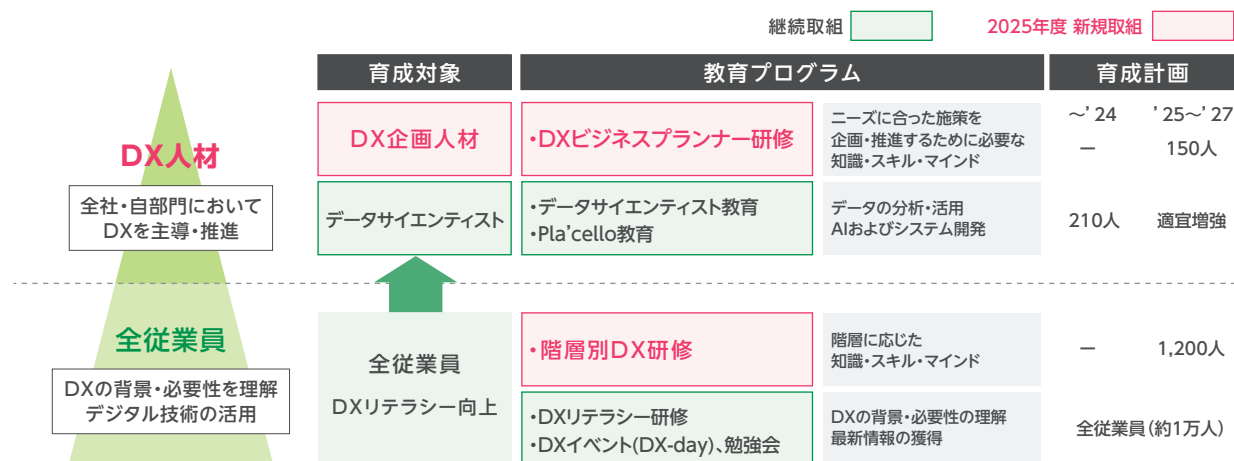 継続取組
2025年度 新規取組
育成対象
教育プログラム
育成計画
DX人材
全社・自部門において
DXを主導・推進
DX企画人材
・DXビジネスプランナー研修
ニーズに合った施策を
企画・推進するために必要な
知識・スキル・マインド
~’24 ’25~’27
— 150人
データサイエンティスト
・データサイエンティスト教育
・Pla’cello教育
データの分析・活用
AIおよびシステム開発
210人 適宜増強
全従業員
DXの背景・必要性を理解
デジタル技術の活用
全従業員
DXリテラシー向上
・階層別DX研修
階層に応じた
知識・スキル・マインド
— 1,200人
・DXリテラシー研修
・DXイベント(DX-day)、勉強会
DXの背景・必要性の理解
最新情報の獲得
全従業員(約1万人)